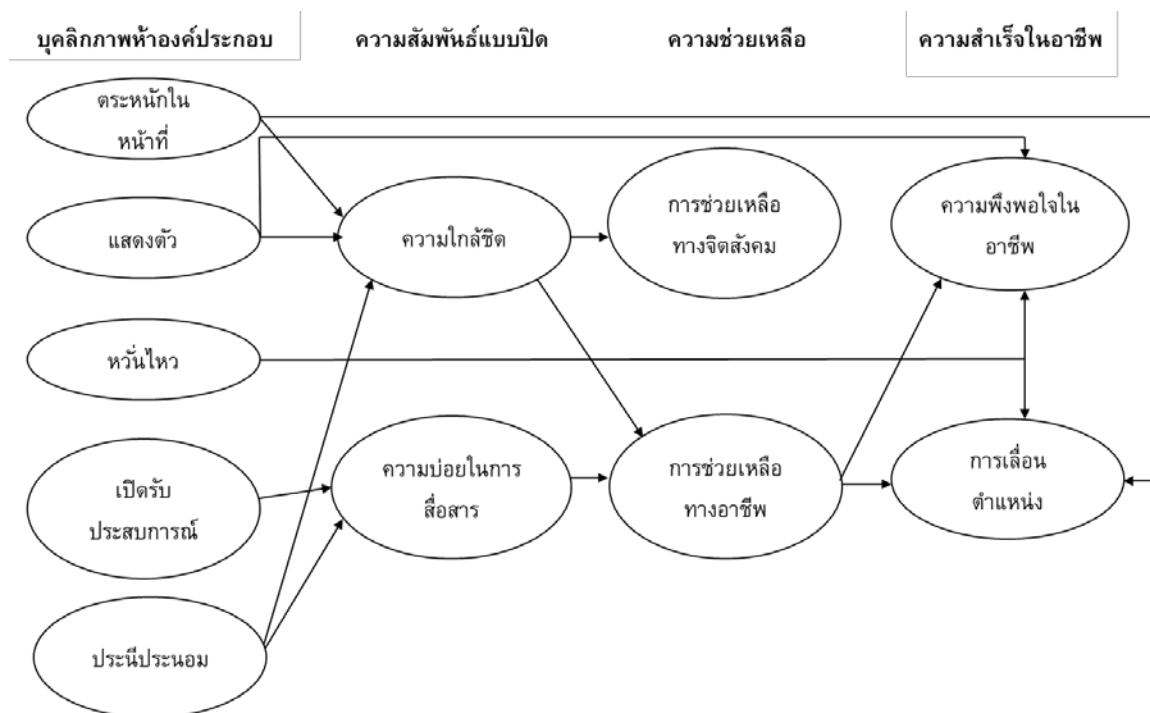 บุคลิกภาพห้าองค์ประกอบ
ความสัมพันธ์แบบปิด
ความช่วยเหลือ
ความสำเร็จในอาชีพ
ตระหนักใน
หน้าที่
แสดงตัว
หวั่นไหว
เปิดรับ
ประสบการณ์
ประนีประนอม
ความใกล้ชิด
ความบ่อยในการ
สื่อสาร
การช่วยเหลือ
ทางจิตสังคม
การช่วยเหลือ
ทางอาชีพ
ความพึงพอใจใน
อาชีพ
การเลื่อน
ตำแหน่ง